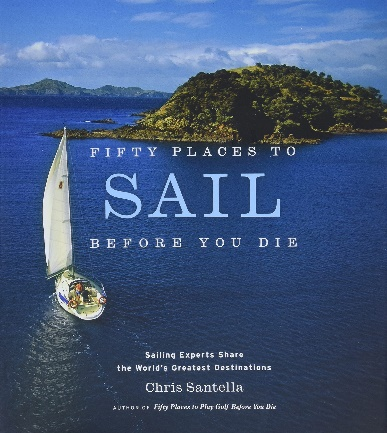 FIFTY PLACES TO
SAIL
BEFORE YOU DIE
Sailing Experts Share
the World's Greatest Destinations
Chris Santella
AUTHOR OF Fifty Places to Play Golf Before You Die